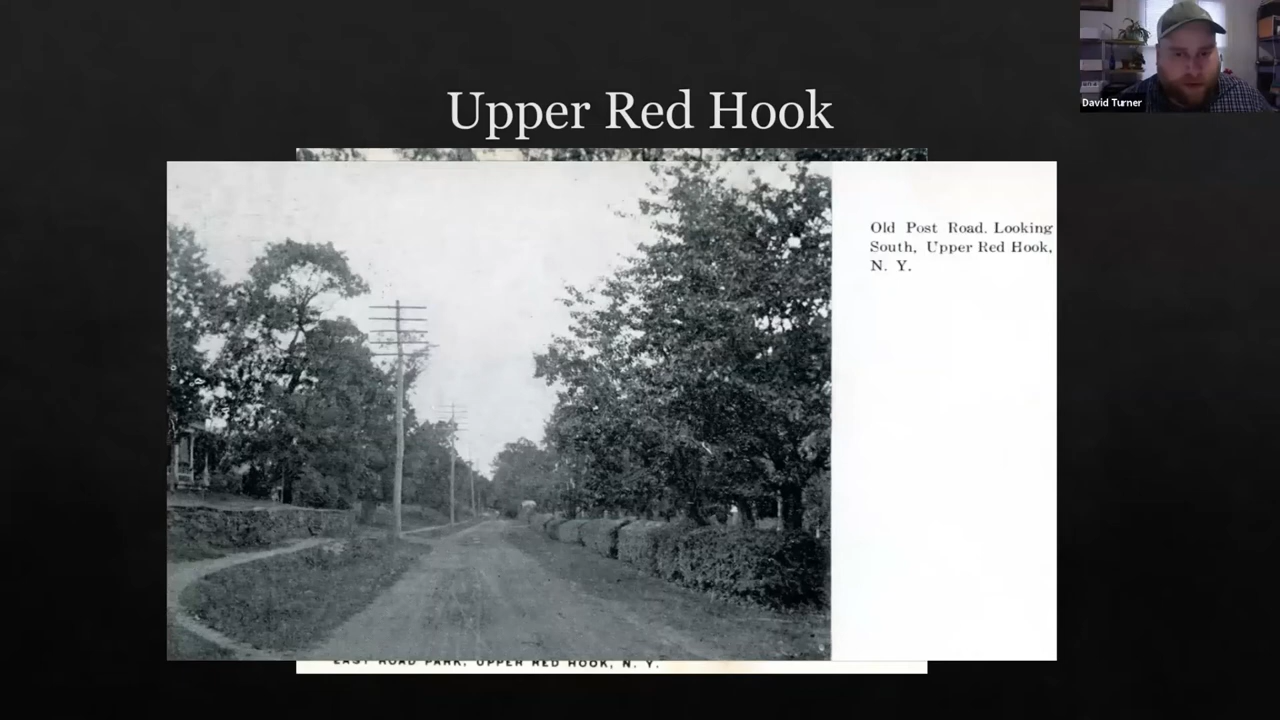 David Turner
Upper Red Hook
Old Post Road. Looking
South, Upper Red Hook,
N. Y.
EAST ROAD PARK, UPPER RED HOOK, N. Y.